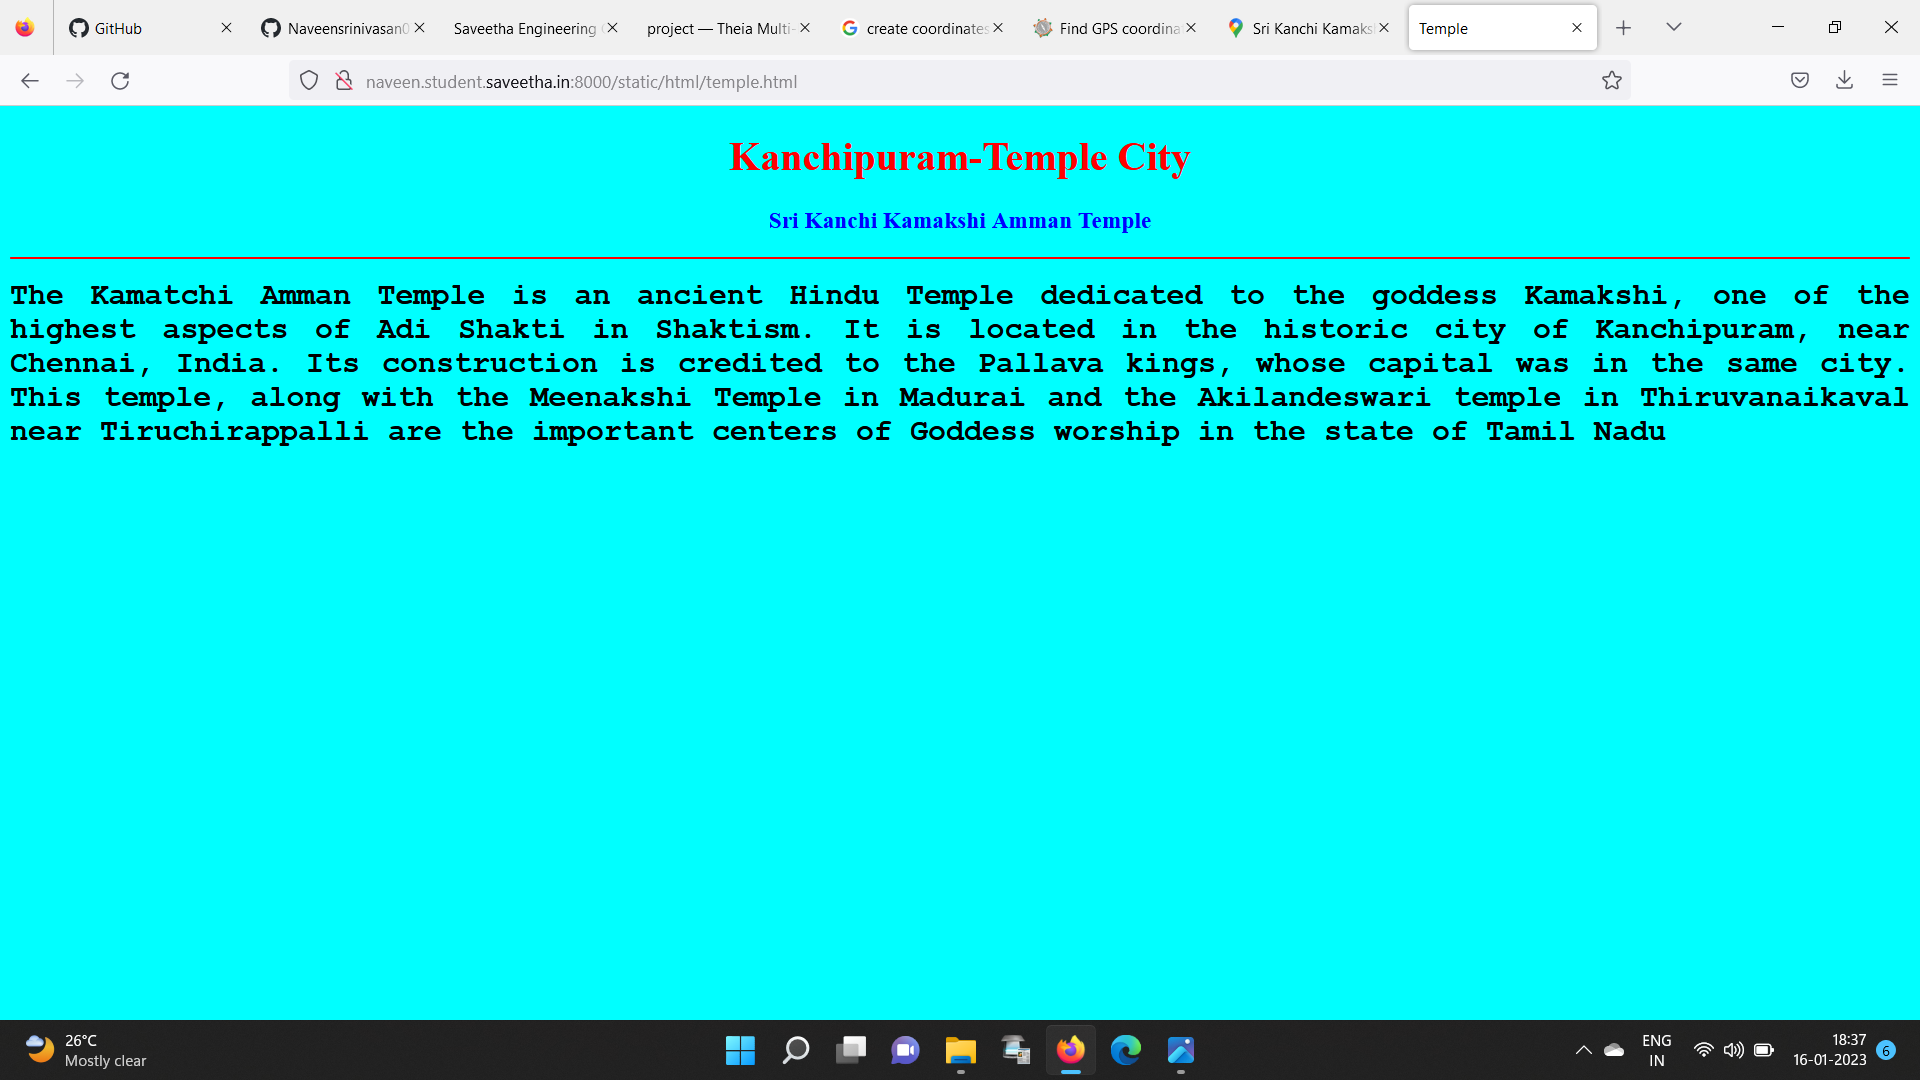 GitHub
Naveensrinivasan0
Saveetha Engineering
project — Theia Multi-
create coordinates
Find GPS coordina
Sri Kanchi Kamaksh
Temple
naveen.student.saveetha.in:8000/static/html/temple.html
Kanchipuram-Temple City
Sri Kanchi Kamakshi Amman Temple
The Kamatchi Amman Temple is an ancient Hindu Temple dedicated to the goddess Kamakshi, one of the
highest aspects of Adi Shakti in Shaktism. It is located in the historic city of Kanchipuram, near
Chennai, India. Its construction is credited to the Pallava kings, whose capital was in the same city.
This temple, along with the Meenakshi Temple in Madurai and the Akilandeswari temple in Thiruvanaikaval
near Tiruchirappalli are the important centers of Goddess worship in the state of Tamil Nadu
26°C
Mostly clear
ENG
IN
18:37
16-01-2023
6